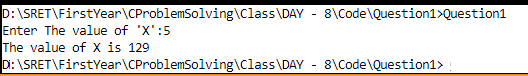 D:\SRET\FirstYear\CProblemSolving\Class\DAY - 8\Code\Question1>Question1
Enter The value of 'X':5
The value of X is 129
D:\SRET\FirstYear\CProblemSolving\Class\DAY - 8\Code\Question1>